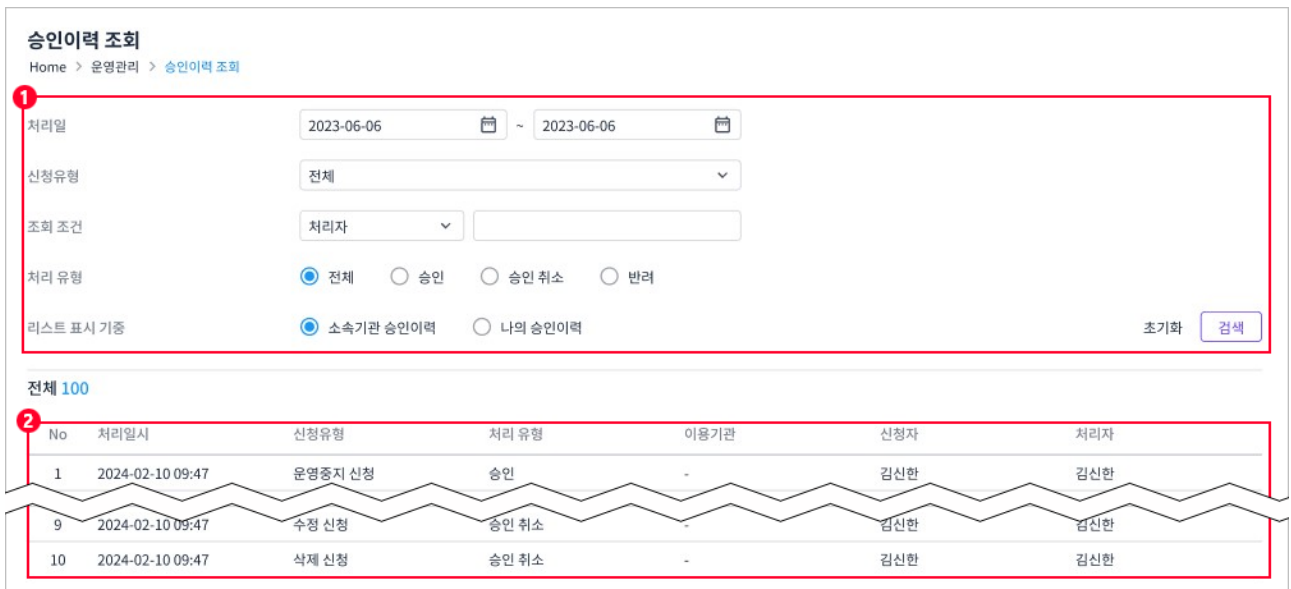 승인이력 조회
Home > 운영관리 > 승인이력 조회
1
처리일 2023-06-06 ~ 2023-06-06
신청유형 전체
조회 조건 처리자
처리 유형 전체 승인 승인 취소 반려
리스트 표시 기중 소속기관 승인이력 나의 승인이력 초기화 검색
전체 100
2
No 처리일시 신청유형 처리 유형 이용기관 신청자 처리자
1 2024-02-10 09:47 운영중지 신청 승인 - 김신한 김신한
9 2024-02-10 09:47 수정 신청 승인 취소 - 김신한 김신한
10 2024-02-10 09:47 삭제 신청 승인 취소 - 김신한 김신한